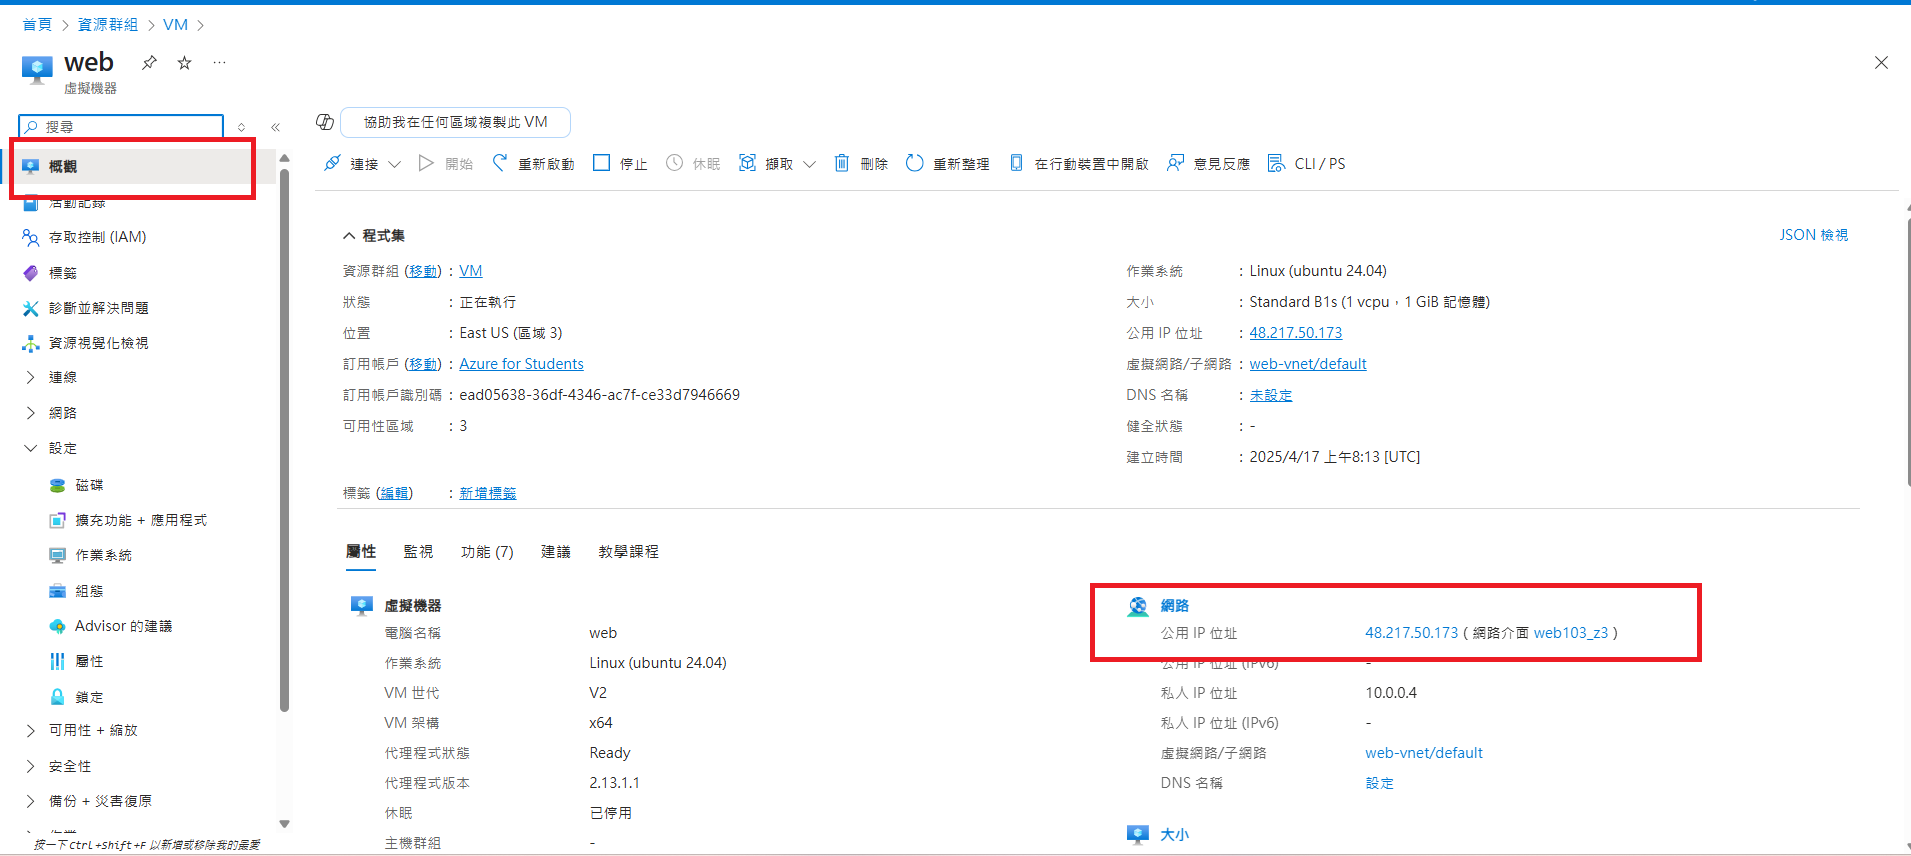 首頁 > 資源群組 > VM >
web
虛擬機器
搜尋
概觀
活動記錄
存取控制 (IAM)
標籤
診斷並解決問題
資源視覺化檢視
連線
網路
設定
磁碟
擴充功能 + 應用程式
作業系統
組態
Advisor 的建議
屬性
鎖定
可用性 + 縮放
安全性
備份 + 災害復原
按一下 Ctrl+Shift+F 以新增或移除我的最愛
協助我在任何區域複製此 VM
連接 開始 重新啟動 停止 休眠 擷取 刪除 重新整理 在行動裝置中開啟 意見反應 CLI / PS
程式集
JSON 檢視
資源群組 (移動) : VM
狀態 : 正在執行
位置 : East US (區域 3)
訂用帳戶 (移動) : Azure for Students
訂用帳戶識別碼 : ead05638-36df-4346-ac7f-ce33d7946669
可用性區域 : 3
作業系統 : Linux (ubuntu 24.04)
大小 : Standard B1s (1 vcpu，1 GiB 記憶體)
公用 IP 位址 : 48.217.50.173
虛擬網路/子網路 : web-vnet/default
DNS 名稱 : 未設定
健全狀態 : -
建立時間 : 2025/4/17 上午8:13 [UTC]
標籤 (編輯) : 新增標籤
屬性 監視 功能 (7) 建議 教學課程
虛擬機器
電腦名稱 web
作業系統 Linux (ubuntu 24.04)
VM 世代 V2
VM 架構 x64
代理程式狀態 Ready
代理程式版本 2.13.1.1
休眠 已停用
主機群組 -
網路
公用 IP 位址 48.217.50.173 ( 網路介面 web103_z3 )
公用 IP 位址 (IPv6) -
私人 IP 位址 10.0.0.4
私人 IP 位址 (IPv6) -
虛擬網路/子網路 web-vnet/default
DNS 名稱 設定
大小